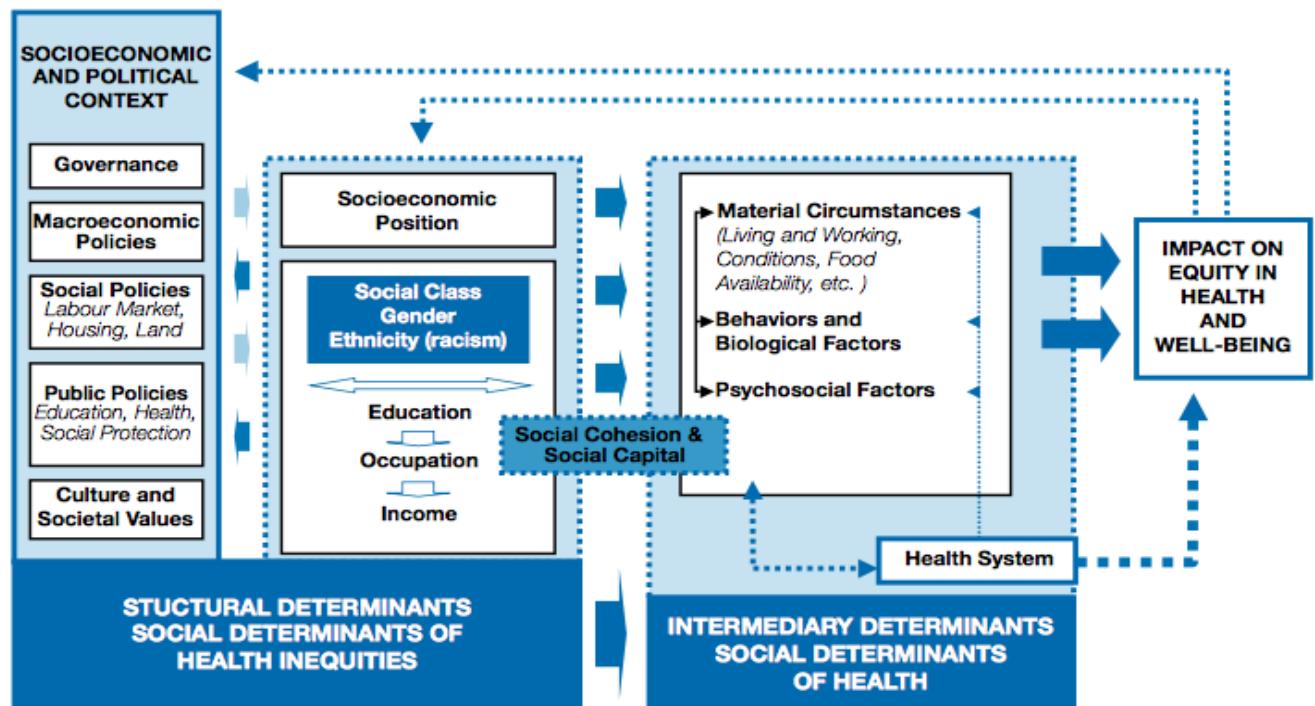 SOCIOECONOMIC
AND POLITICAL
CONTEXT
Governance
Macroeconomic
Policies
Social Policies
Labour Market,
Housing, Land
Public Policies
Education, Health,
Social Protection
Culture and
Societal Values
Socioeconomic
Position
Social Class
Gender
Ethnicity (racism)
Education
Occupation
Income
Social Cohesion &
Social Capital
Material Circumstances
(Living and Working,
Conditions, Food
Availability, etc. )
Behaviors and
Biological Factors
Psychosocial Factors
Health System
IMPACT ON
EQUITY IN
HEALTH
AND
WELL-BEING
STUCTURAL DETERMINANTS
SOCIAL DETERMINANTS OF
HEALTH INEQUITIES
INTERMEDIARY DETERMINANTS
SOCIAL DETERMINANTS
OF HEALTH